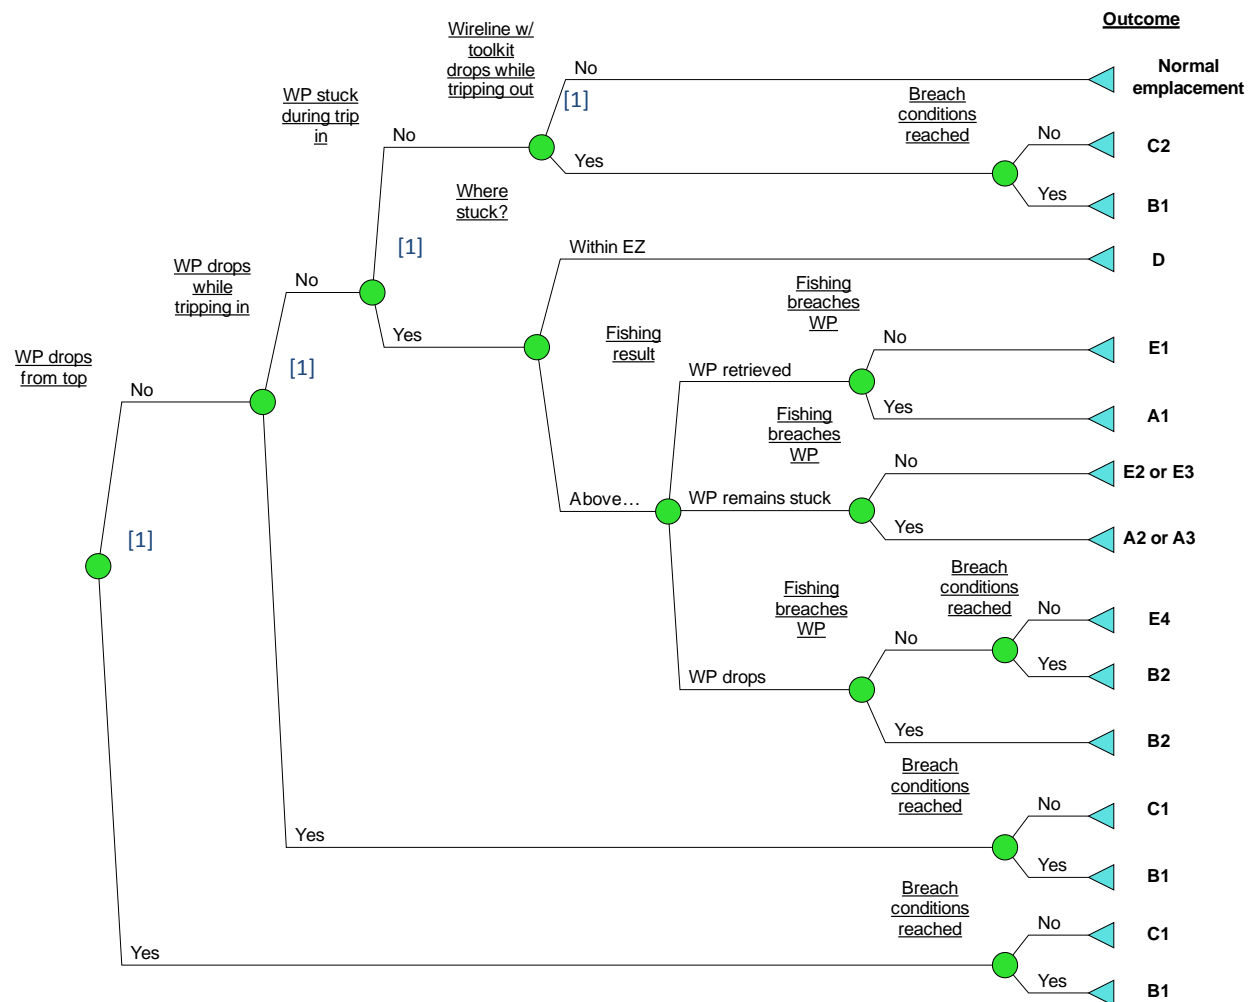 Outcome
Wireline w/
toolkit
drops while
tripping out
No
Normal
emplacement
[1]
WP stuck
during trip
in
Breach
conditions
reached
No
No
C2
Yes
Where
stuck?
Yes
B1
[1]
Within EZ
D
WP drops
while
tripping in
No
Fishing
breaches
WP
Yes
Fishing
result
No
E1
WP drops
from top
[1]
WP retrieved
No
Yes
A1
Fishing
breaches
WP
No
E2 or E3
Above...
WP remains stuck
[1]
Yes
A2 or A3
Breach
conditions
reached
Fishing
breaches
WP
No
E4
No
WP drops
Yes
B2
Yes
B2
Breach
conditions
reached
No
C1
Yes
Yes
B1
Breach
conditions
reached
No
C1
Yes
Yes
B1